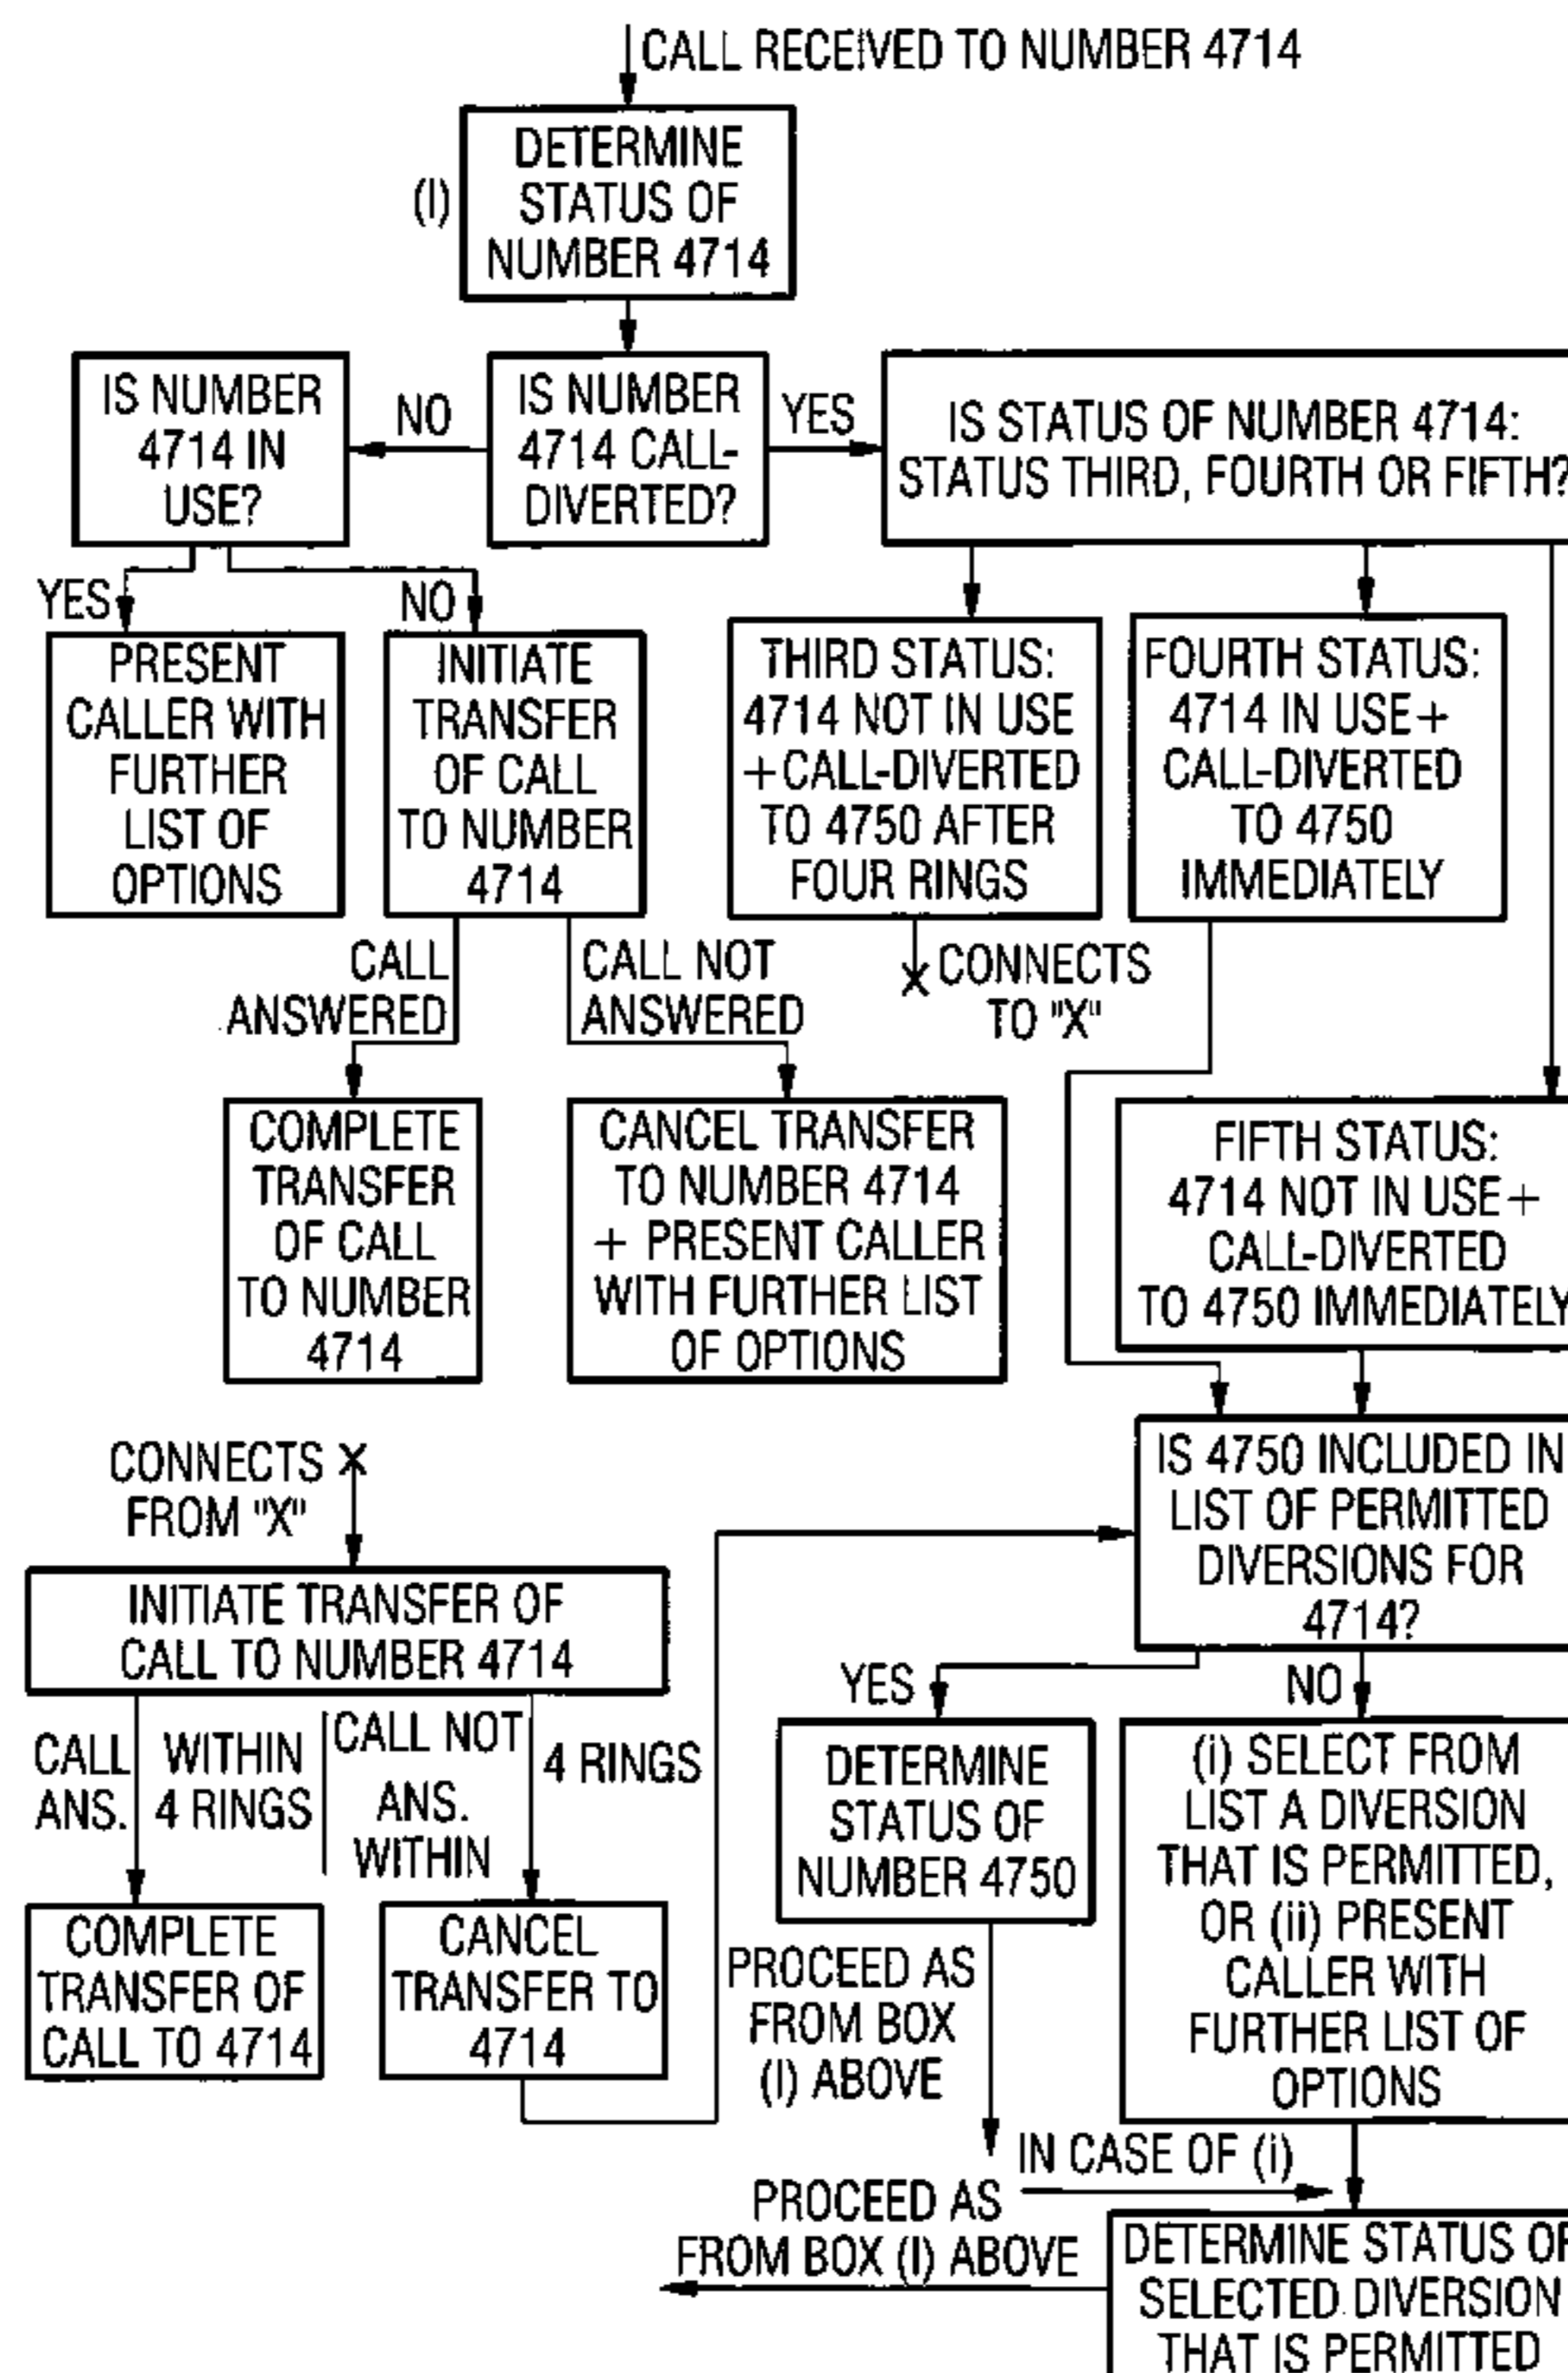 CALL RECEIVED TO NUMBER 4714
(I)
DETERMINE
STATUS OF
NUMBER 4714
IS NUMBER
4714 IN
USE?
NO
IS NUMBER
4714 CALL-
DIVERTED?
YES
IS STATUS OF NUMBER 4714:
STATUS THIRD, FOURTH OR FIFTH?
YES
NO
PRESENT
CALLER WITH
FURTHER
LIST OF
OPTIONS
INITIATE
TRANSFER
OF CALL
TO NUMBER
4714
THIRD STATUS:
4714 NOT IN USE
+CALL-DIVERTED
TO 4750 AFTER
FOUR RINGS
FOURTH STATUS:
4714 IN USE+
CALL-DIVERTED
TO 4750
IMMEDIATELY
CALL
ANSWERED
CALL NOT
ANSWERED
X CONNECTS
TO "X"
COMPLETE
TRANSFER
OF CALL
TO NUMBER
4714
CANCEL TRANSFER
TO NUMBER 4714
+ PRESENT CALLER
WITH FURTHER LIST
OF OPTIONS
FIFTH STATUS:
4714 NOT IN USE+
CALL-DIVERTED
TO 4750 IMMEDIATELY
CONNECTS X
FROM "X"
IS 4750 INCLUDED IN
LIST OF PERMITTED
DIVERSIONS FOR
4714?
INITIATE TRANSFER OF
CALL TO NUMBER 4714
YES
NO
CALL
ANS.
WITHIN
4 RINGS
CALL NOT
ANS.
WITHIN
4 RINGS
DETERMINE
STATUS OF
NUMBER 4750
(i) SELECT FROM
LIST A DIVERSION
THAT IS PERMITTED,
OR (ii) PRESENT
CALLER WITH
FURTHER LIST OF
OPTIONS
COMPLETE
TRANSFER OF
CALL TO 4714
CANCEL
TRANSFER TO
4714
PROCEED AS
FROM BOX
(I) ABOVE
IN CASE OF (i)
PROCEED AS
FROM BOX (I) ABOVE
DETERMINE STATUS OF
SELECTED DIVERSION
THAT IS PERMITTED